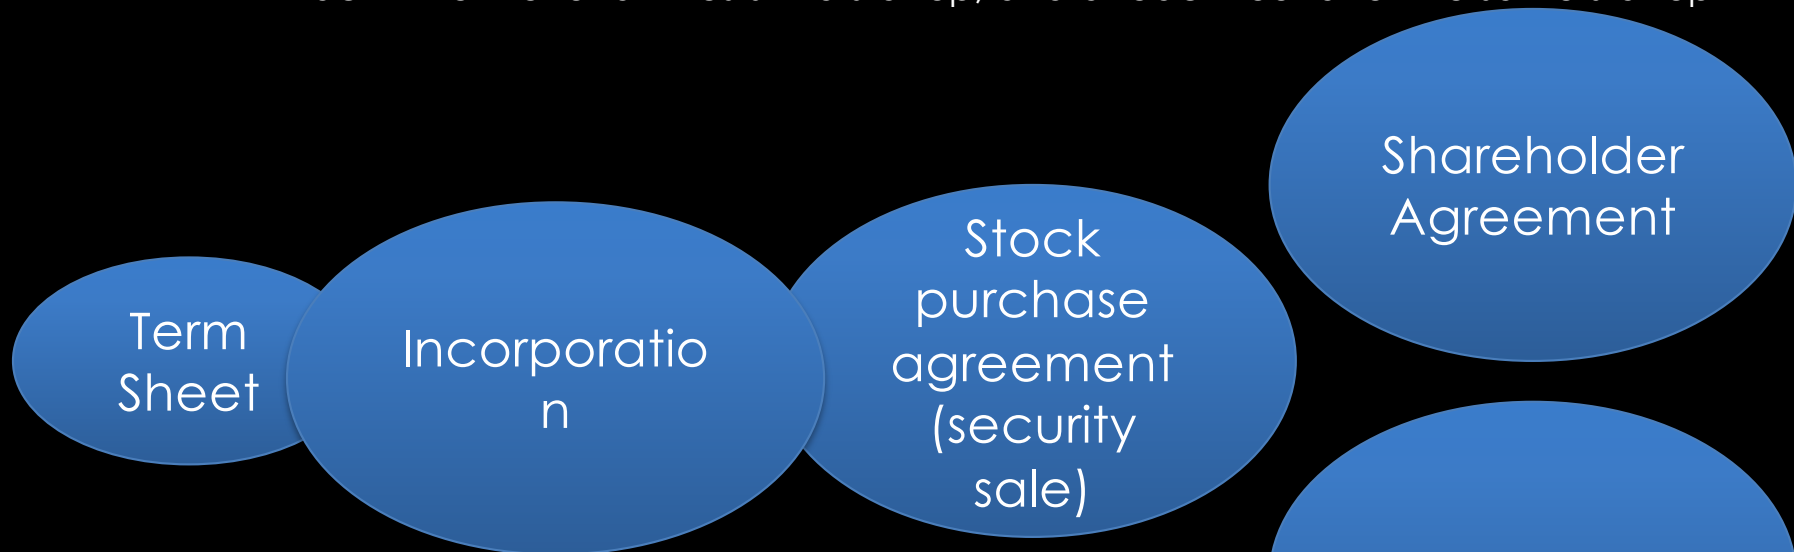 Term
Sheet
Incorporatio
n
Stock
purchase
agreement
(security
sale)
Shareholder
Agreement